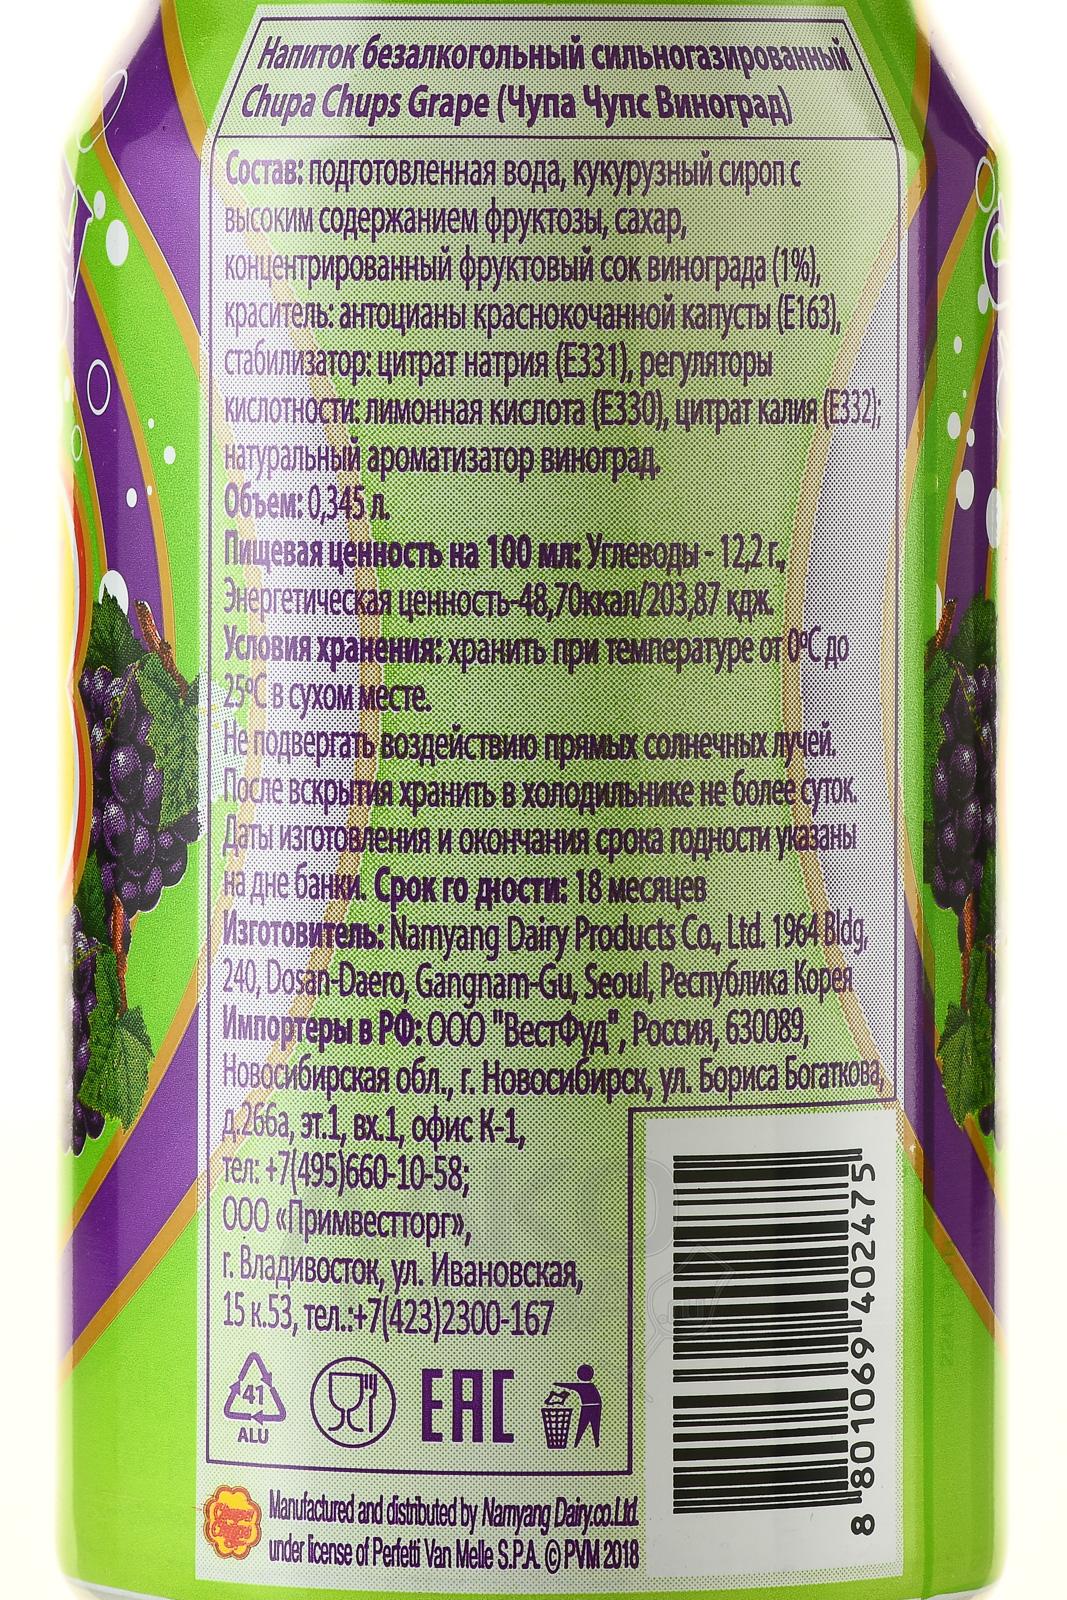 Напиток безалкогольный сильногазированный
Chupa Chups Grape (Чупа Чупс Виноград)
Состав: подготовленная вода, кукурузный сироп с
высоким содержанием фруктозы, сахар,
концентрированный фруктовый сок винограда (1%),
краситель: антоцианы краснокочанной капусты (Е163),
стабилизатор: цитрат натрия (Е331), регуляторы
кислотности: лимонная кислота (Е330), цитрат калия (Е332);
натуральный ароматизатор виноград.
Объем: 0,345 л.
Пищевая ценность на 100 мл: Углеводы - 12,2 г.,
Энергетическая ценность-48,70ккал/203,87 кдж.
Условия хранения: хранить при температуре от 0ºС до
25ºС в сухом месте.
Не подвергать воздействию прямых солнечных лучей.
После вскрытия хранить в холодильнике не более суток.
Даты изготовления и окончания срока годности указаны
на дне банки. Срок го дности: 18 месяцев
Изготовитель: Namyang Dairy Products Co., Ltd. 1964 Bldg,
240, Dosan-Daero, Gangnam-Gu, Seoul, Республика Корея
Импортеры в РФ: ООО "ВестФуд", Россия, 630089,
Новосибирская обл., г. Новосибирск, ул. Бориса Богаткова,
д.266а, эт.1, вх.1, офис К-1,
тел: +7(495)660-10-58;
ООО «Примвестторг»,
г. Владивосток, ул. Ивановская,
15 к.53, тел.:+7(423)2300-167
41
ALU
EAC
8 801069 402475
Chupa Chups
Manufactured and distributed by Namyang Dairy.co.Ltd.
under license of Perfetti Van Melle S.P.A. © PVM 2018